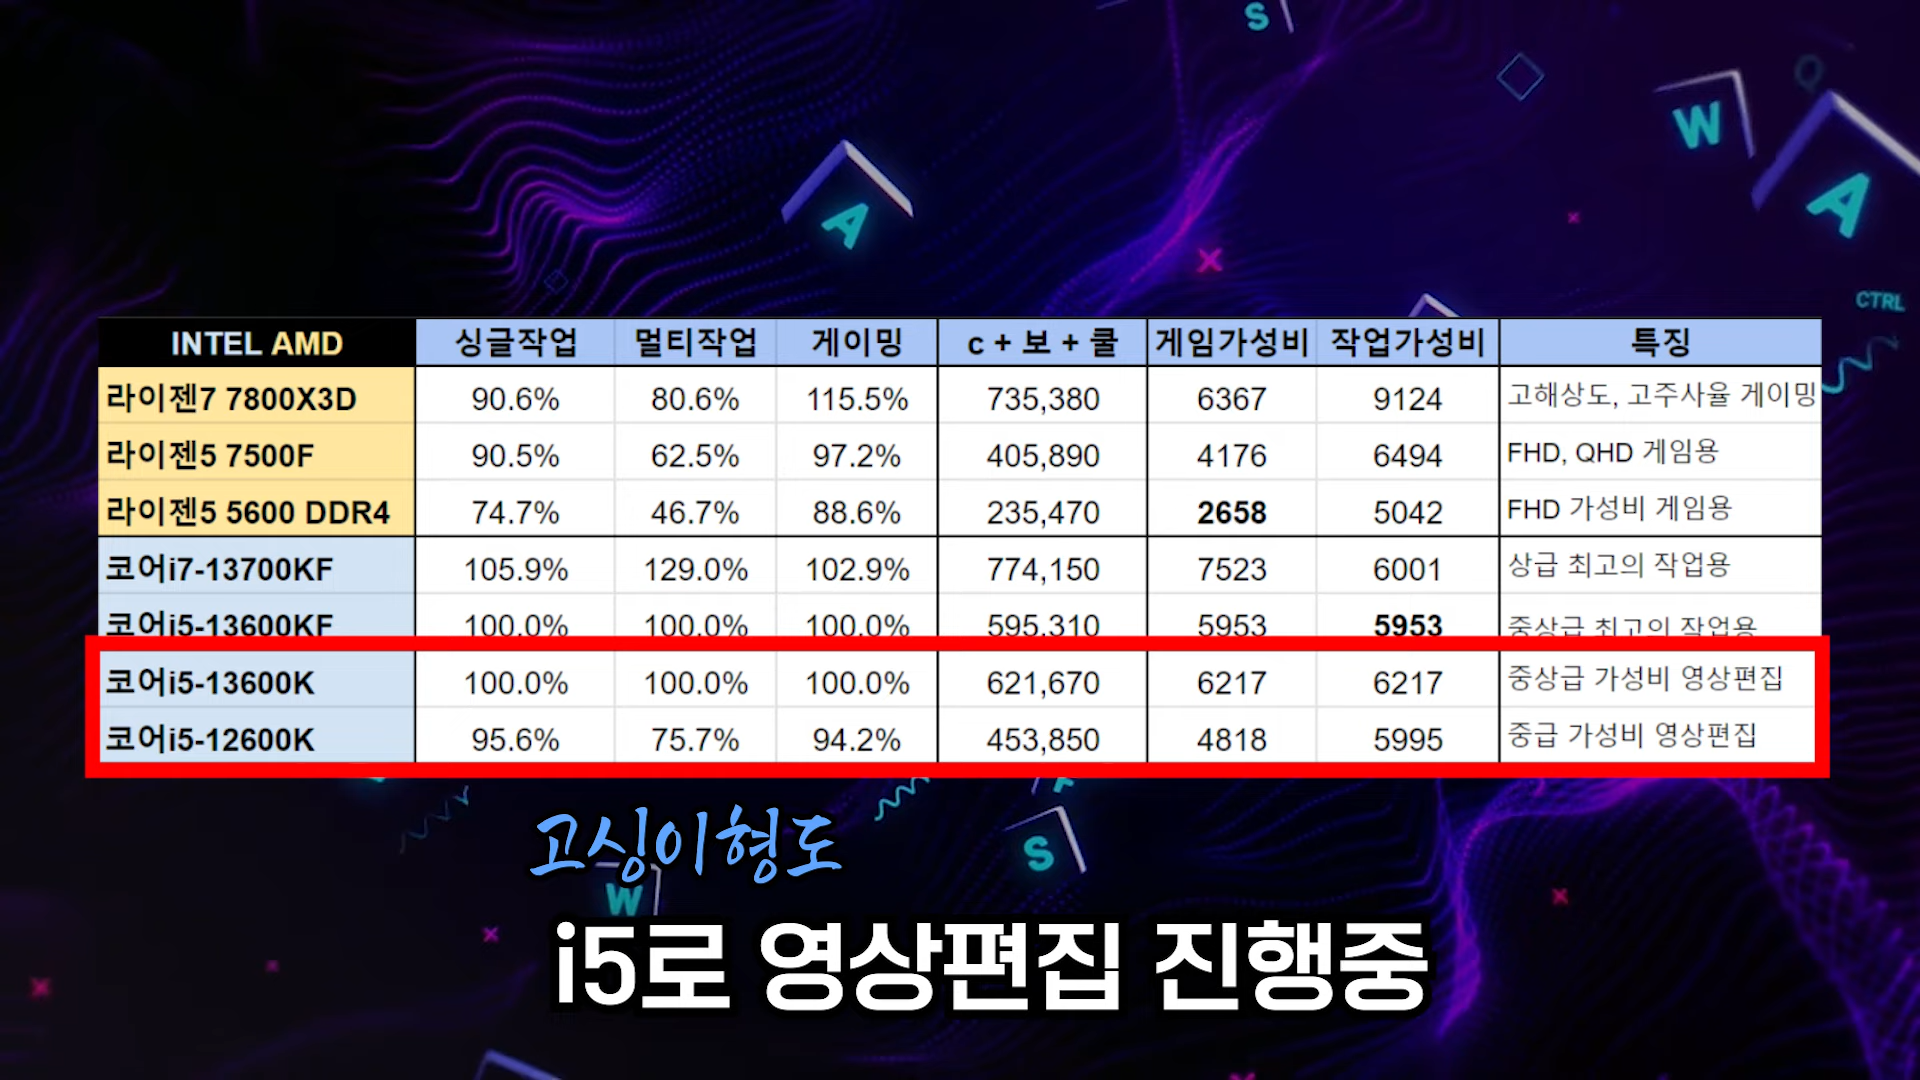 S
W
Q
A
A
CTRL
INTEL AMD 싱글작업 멀티작업 게이밍 c + 보 + 쿨 게임가성비 작업가성비 특징
라이젠7 7800X3D 90.6% 80.6% 115.5% 735,380 6367 9124 고해상도, 고주사율 게이밍
라이젠5 7500F 90.5% 62.5% 97.2% 405,890 4176 6494 FHD, QHD 게임용
라이젠5 5600 DDR4 74.7% 46.7% 88.6% 235,470 2658 5042 FHD 가성비 게임용
코어i7-13700KF 105.9% 129.0% 102.9% 774,150 7523 6001 상급 최고의 작업용
코어i5-13600KF 100.0% 100.0% 100.0% 595,310 5953 5953 중상급 최고의 작업용
코어i5-13600K 100.0% 100.0% 100.0% 621,670 6217 6217 중상급 가성비 영상편집
코어i5-12600K 95.6% 75.7% 94.2% 453,850 4818 5995 중급 가성비 영상편집
고싱이형도
S
W
i5로 영상편집 진행중